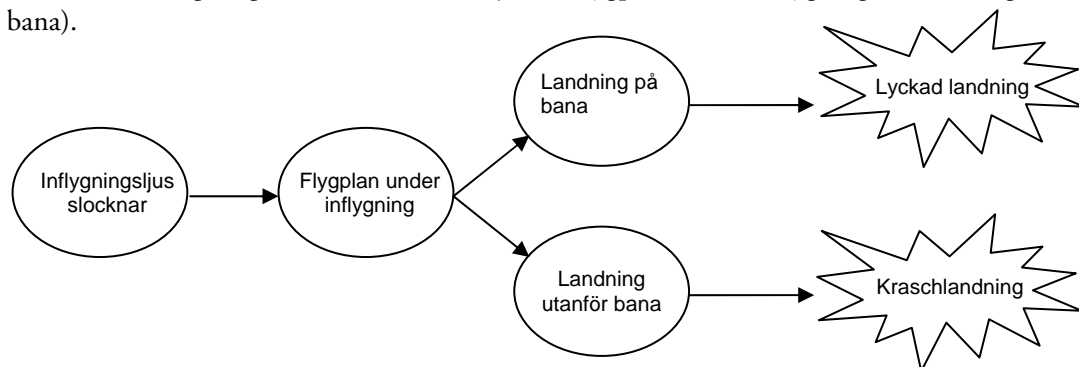 bana).
Landning på
bana
Lyckad landning
Inflygningsljus
slocknar
Flygplan under
inflygning
Landning
utanför bana
Kraschlandning